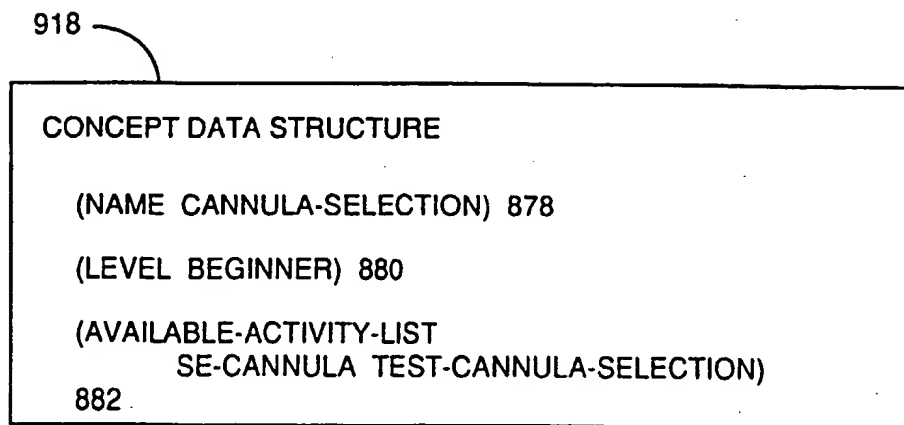 918
CONCEPT DATA STRUCTURE
(NAME CANNULA-SELECTION) 878
(LEVEL BEGINNER) 880
(AVAILABLE-ACTIVITY-LIST
SE-CANNULA TEST-CANNULA-SELECTION)
882